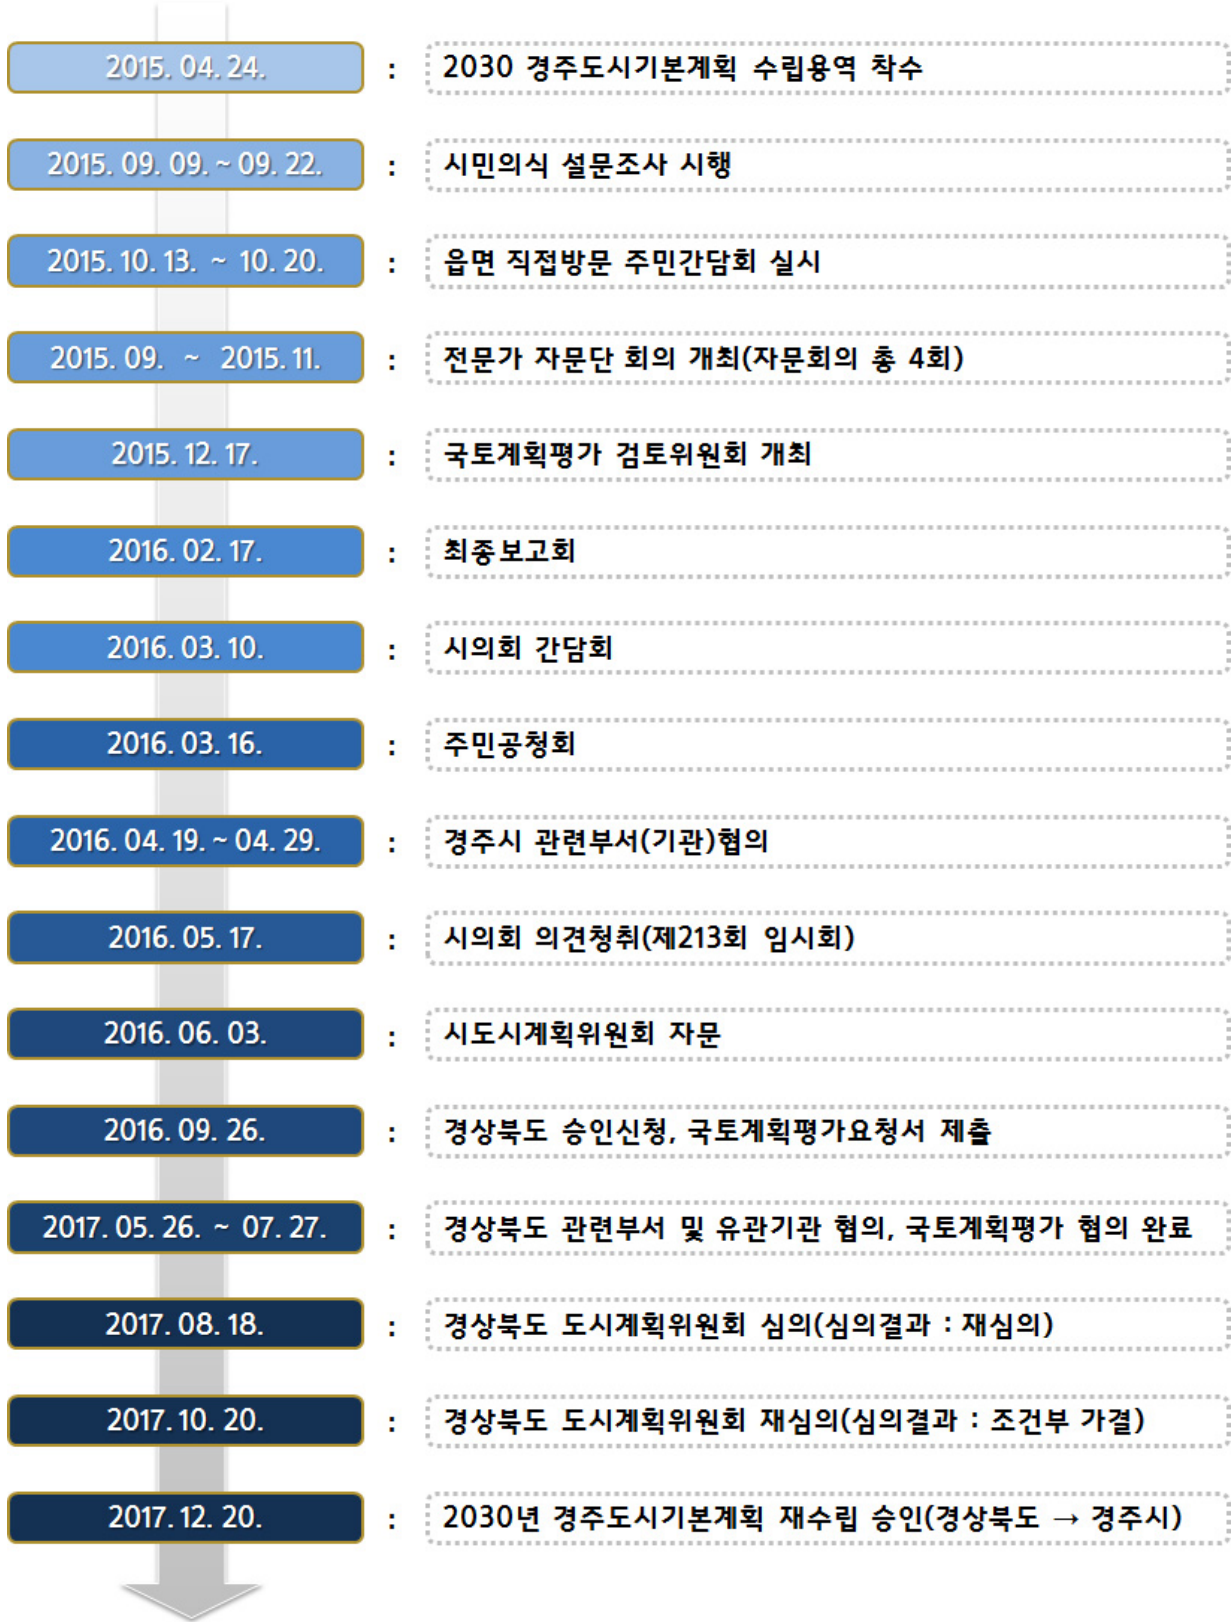 2015. 04. 24. : 2030 경주도시기본계획 수립용역 착수
2015. 09. 09. ~ 09. 22. : 시민의식 설문조사 시행
2015. 10. 13. ~ 10. 20. : 읍면 직접방문 주민간담회 실시
2015. 09. ~ 2015. 11. : 전문가 자문단 회의 개최(자문회의 총 4회)
2015. 12. 17. : 국토계획평가 검토위원회 개최
2016. 02. 17. : 최종보고회
2016. 03. 10. : 시의회 간담회
2016. 03. 16. : 주민공청회
2016. 04. 19. ~ 04. 29. : 경주시 관련부서(기관)협의
2016. 05. 17. : 시의회 의견청취(제213회 임시회)
2016. 06. 03. : 시도시계획위원회 자문
2016. 09. 26. : 경상북도 승인신청, 국토계획평가요청서 제출
2017. 05. 26. ~ 07. 27. : 경상북도 관련부서 및 유관기관 협의, 국토계획평가 협의 완료
2017. 08. 18. : 경상북도 도시계획위원회 심의(심의결과 : 재심의)
2017. 10. 20. : 경상북도 도시계획위원회 재심의(심의결과 : 조건부 가결)
2017. 12. 20. : 2030년 경주도시기본계획 재수립 승인(경상북도 → 경주시)